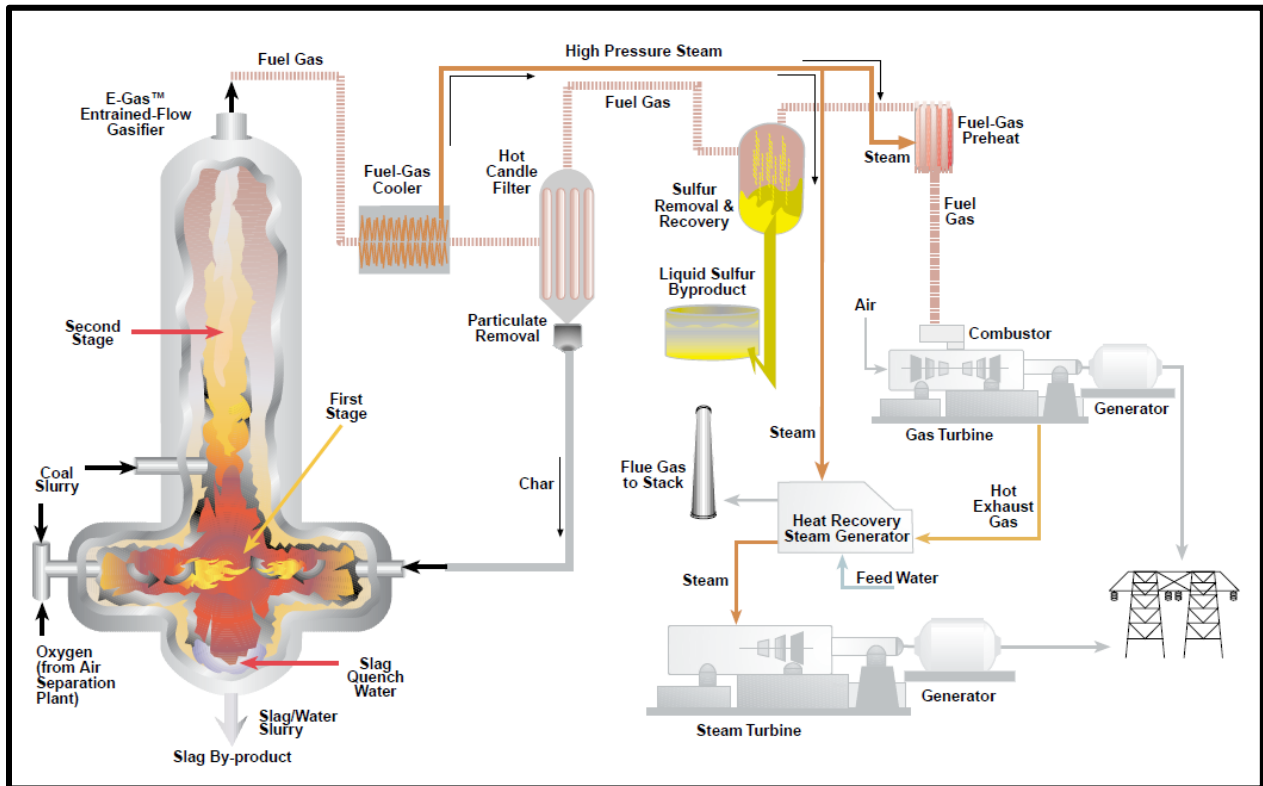 High Pressure Steam
Fuel Gas
E-Gas™
Entrained-Flow
Gasifier
Fuel Gas
Fuel-Gas
Cooler
Hot
Candle
Filter
Fuel-Gas
Preheat
Steam
Sulfur
Removal &
Recovery
Fuel
Gas
Liquid Sulfur
Byproduct
Second
Stage
Particulate
Removal
Air
Combustor
First
Stage
Generator
Gas Turbine
Steam
Coal
Slurry
Char
Flue Gas
to Stack
Hot
Exhaust
Gas
Heat Recovery
Steam Generator
Steam
Feed Water
Oxygen
(from Air
Separation
Plant)
Slag
Quench
Water
Generator
Slag/Water
Slurry
Steam Turbine
Slag By-product